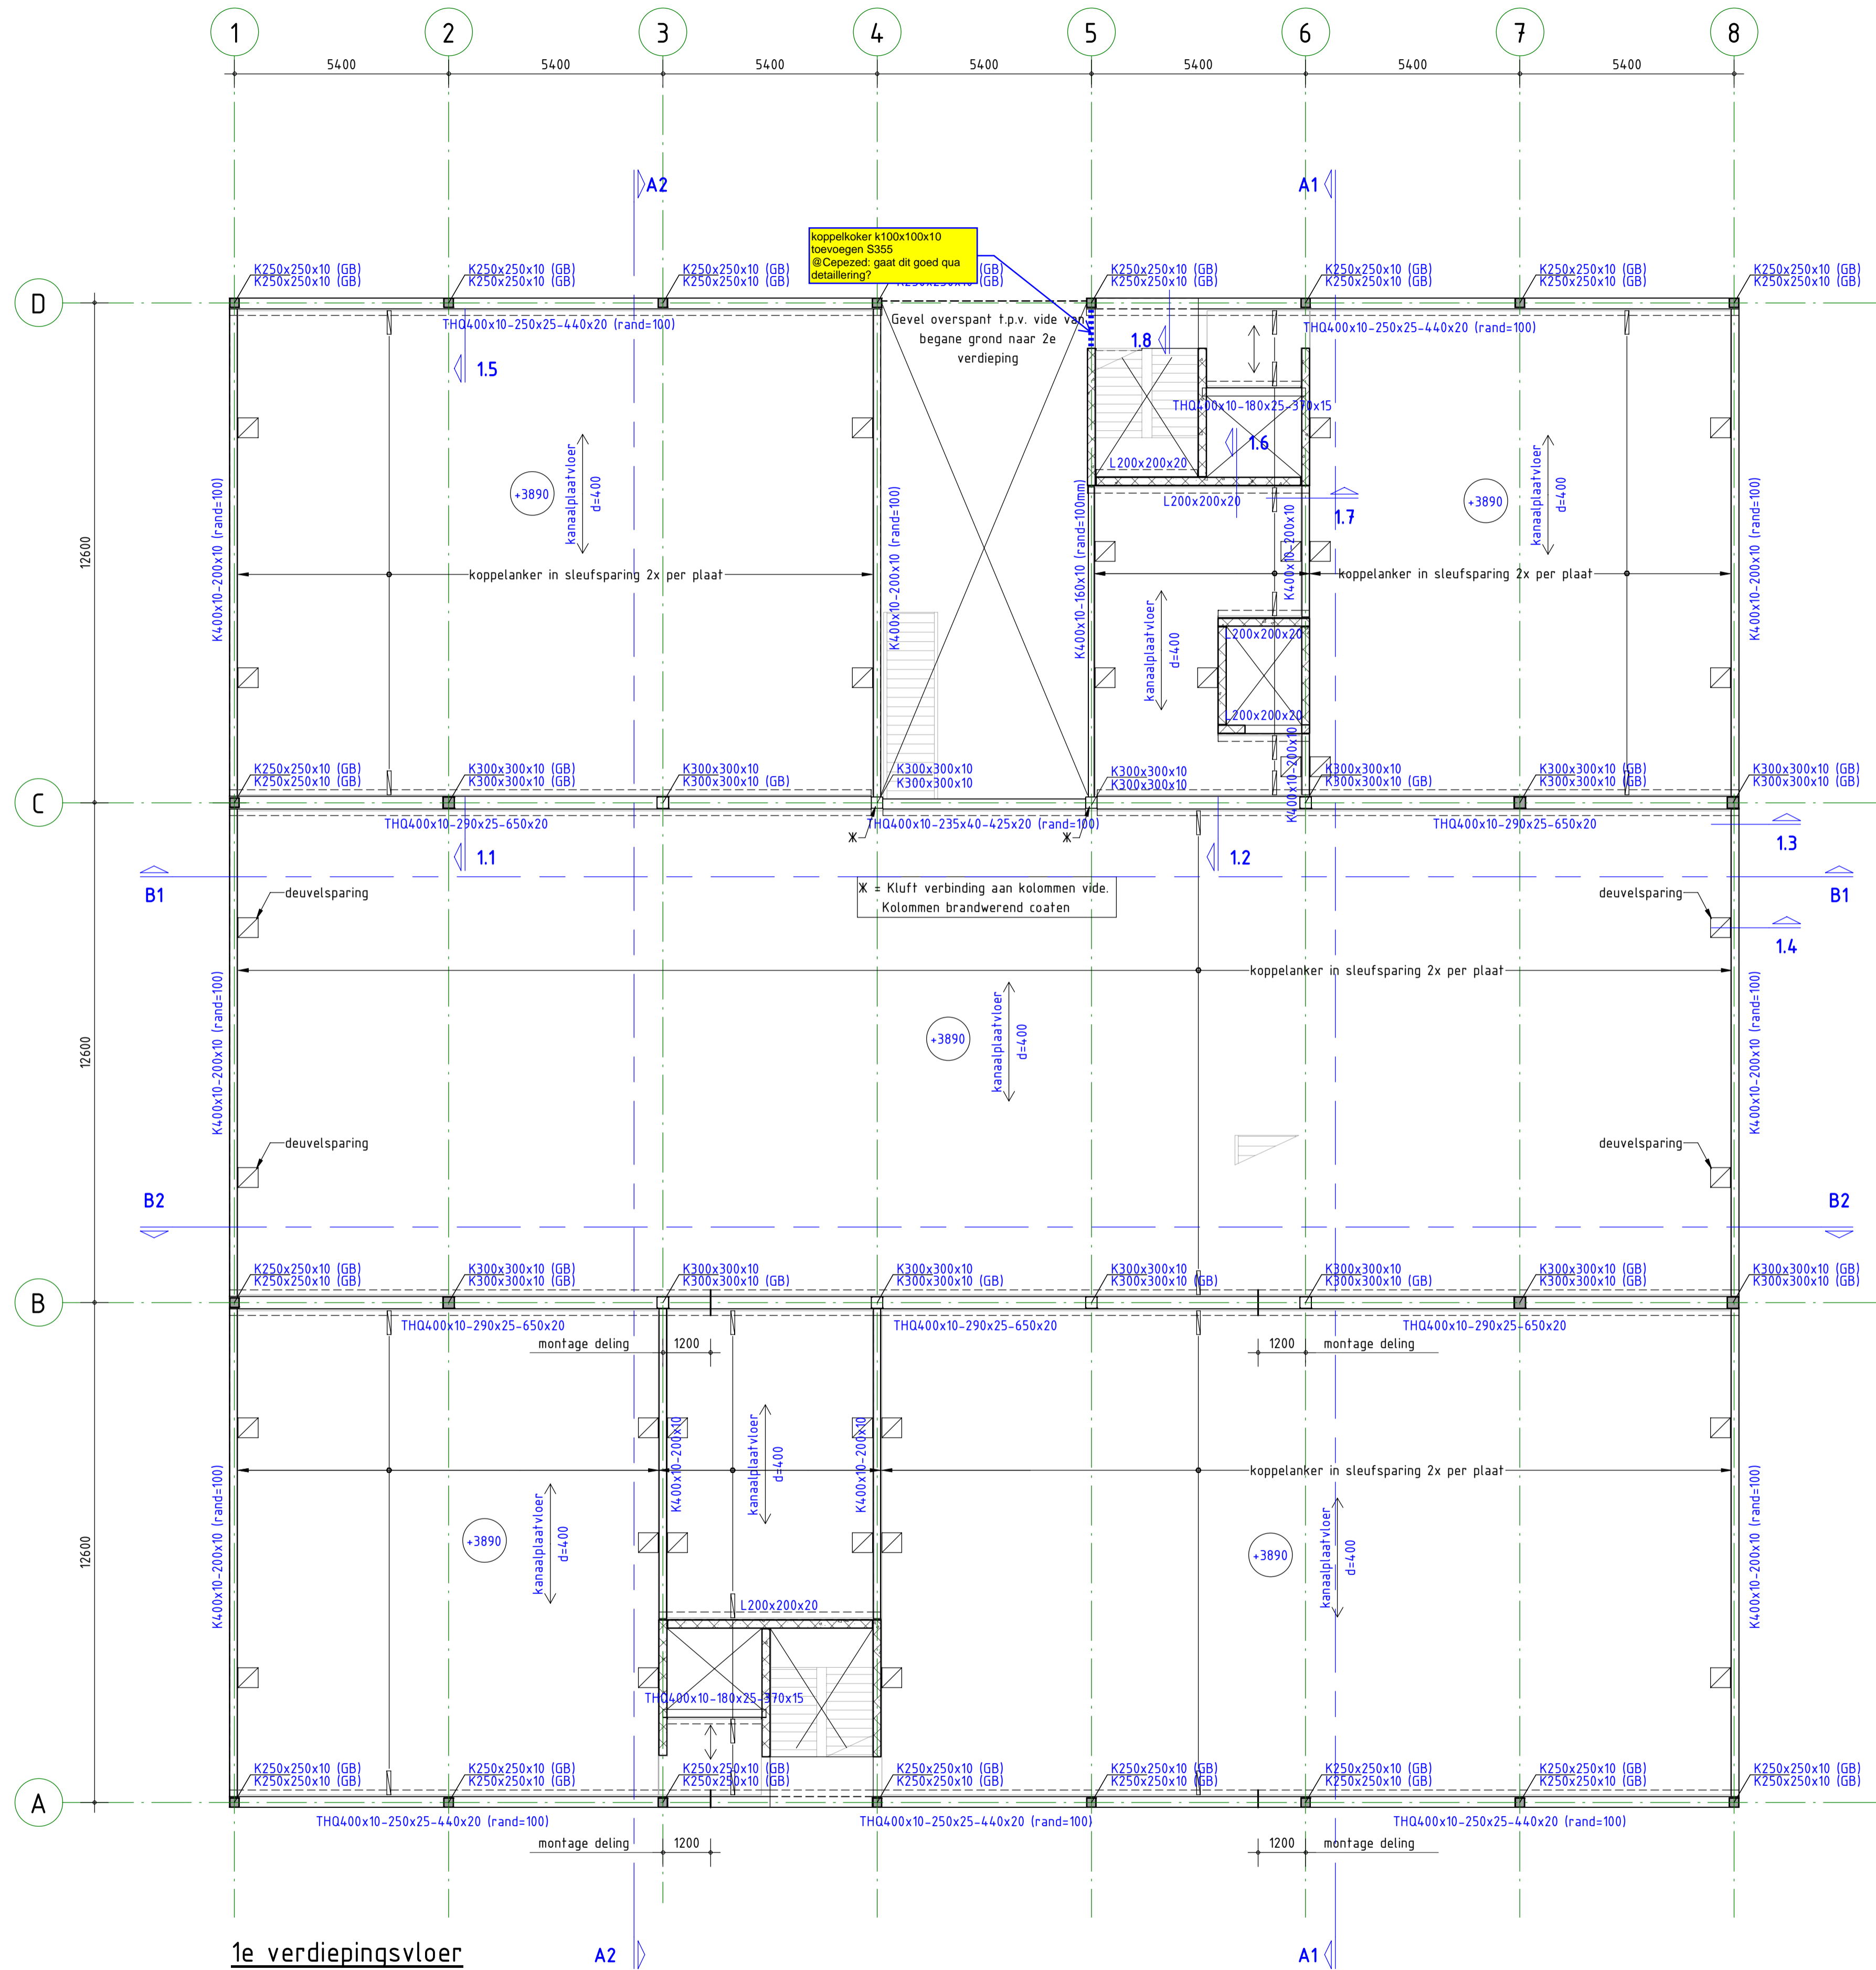 1 2 3 4 5 6 7 8
5400 5400 5400 5400 5400 5400 5400
A2 A1
koppelkoker k100x100x10
toevoegen S355
@Cepezed: gaat dit goed qua
detaillering?
K250x250x10 (GB) K250x250x10 (GB) K250x250x10 (GB) (GB) K250x250x10 (GB) K250x250x10 (GB) K250x250x10 (GB) K250x250x10 (GB)
K250x250x10 (GB) K250x250x10 (GB) K250x250x10 (GB) K250x250x10 (GB) K250x250x10 (GB) K250x250x10 (GB) K250x250x10 (GB)
D
THQ400x10-250x25-440x20 (rand=100)
Gevel overspant t.p.v. vide van
begane grond naar 2e
verdieping
THQ400x10-250x25-440x20 (rand=100)
1.5
1.8
THQ400x10-180x25-370x15
1.6
L200x200x20
L200x200x20
1.7
+3890
kanaalplaatvloer
d=400
+3890
kanaalplaatvloer
d=400
K400x10-200x10 (rand=100)
K400x10-200x10 (rand=100)
K400x10-160x10 (rand=100mm)
K400x10-200x10
K400x10-200x10 (rand=100)
12600
koppelanker in sleufsparing 2x per plaat
koppelanker in sleufsparing 2x per plaat
kanaalplaatvloer
d=400
L200x200x20
L200x200x20
K400x10-200x10
K250x250x10 (GB) K300x300x10 (GB) K300x300x10 K300x300x10 K300x300x10 K300x300x10 K300x300x10 (GB) K300x300x10 (GB)
K250x250x10 (GB) K300x300x10 (GB) K300x300x10 (GB) K300x300x10 K300x300x10 K300x300x10 (GB) K300x300x10 (GB) K300x300x10 (GB)
C
THQ400x10-290x25-650x20
THQ400x10-235x40-425x20 (rand=100)
THQ400x10-290x25-650x20
Ж Ж
1.1 1.2 1.3
B1 B1
Ж = Kluft verbinding aan kolommen vide.
Kolommen brandwerend coaten
deuvelsparing deuvelsparing
1.4
koppelanker in sleufsparing 2x per plaat
K400x10-200x10 (rand=100)
K400x10-200x10 (rand=100)
+3890
kanaalplaatvloer
d=400
12600
deuvelsparing deuvelsparing
B2 B2
K250x250x10 (GB) K300x300x10 (GB) K300x300x10 K300x300x10 K300x300x10 K300x300x10 K300x300x10 (GB) K300x300x10 (GB)
K250x250x10 (GB) K300x300x10 (GB) K300x300x10 (GB) K300x300x10 (GB) K300x300x10 (GB) K300x300x10 (GB) K300x300x10 (GB) K300x300x10 (GB)
B
THQ400x10-290x25-650x20
THQ400x10-290x25-650x20
THQ400x10-290x25-650x20
montage deling 1200
1200 montage deling
K400x10-200x10
kanaalplaatvloer
d=400
K400x10-200x10
koppelanker in sleufsparing 2x per plaat
K400x10-200x10 (rand=100)
K400x10-200x10 (rand=100)
+3890
kanaalplaatvloer
d=400
+3890
kanaalplaatvloer
d=400
12600
L200x200x20
THQ400x10-180x25-370x15
K250x250x10 (GB) K250x250x10 (GB) K250x250x10 (GB) K250x250x10 (GB) K250x250x10 (GB) K250x250x10 (GB) K250x250x10 (GB) K250x250x10 (GB)
K250x250x10 (GB) K250x250x10 (GB) K250x250x10 (GB) K250x250x10 (GB) K250x250x10 (GB) K250x250x10 (GB) K250x250x10 (GB) K250x250x10 (GB)
A
THQ400x10-250x25-440x20 (rand=100)
THQ400x10-250x25-440x20 (rand=100)
THQ400x10-250x25-440x20 (rand=100)
montage deling 1200
1200 montage deling
1e verdiepingsvloer
A2 A1